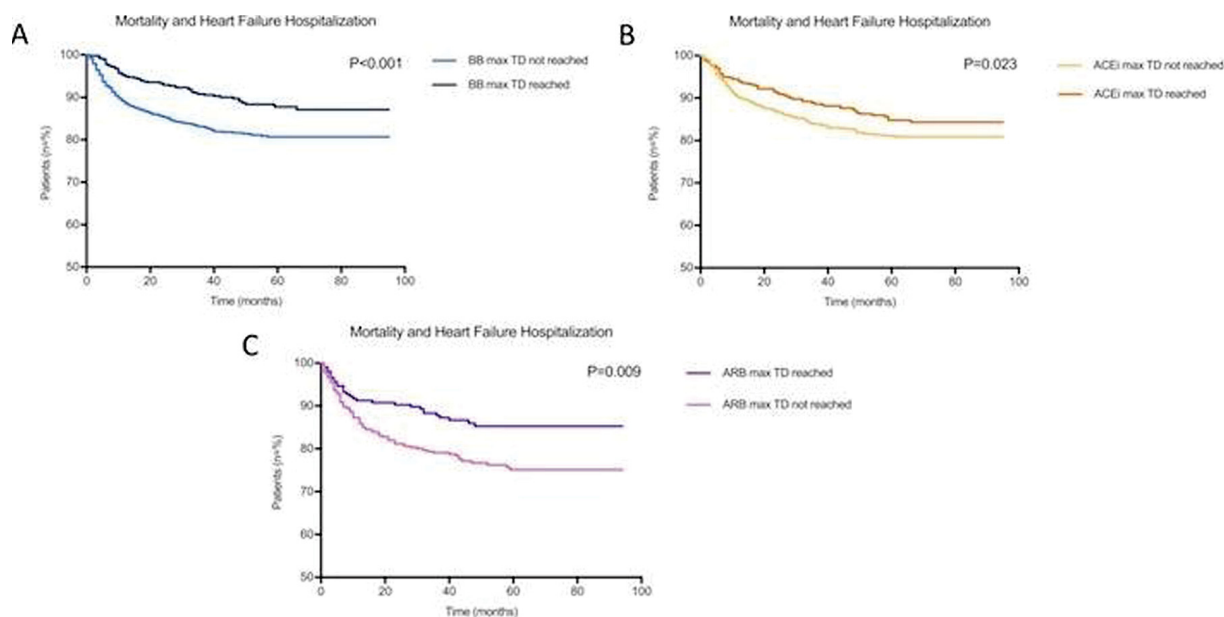 A
Mortality and Heart Failure Hospitalization
P<0.001
BB max TD not reached
BB max TD reached
Patients (n=%)
100
90
80
70
60
50
0 20 40 60 80 100
Time (months)
B
Mortality and Heart Failure Hospitalization
P=0.023
ACEi max TD not reached
ACEi max TD reached
Patients (n=%)
100
90
80
70
60
50
0 20 40 60 80 100
Time (months)
C
Mortality and Heart Failure Hospitalization
P=0.009
ARB max TD reached
ARB max TD not reached
Patients (n=%)
100
90
80
70
60
50
0 20 40 60 80 100
Time (months)